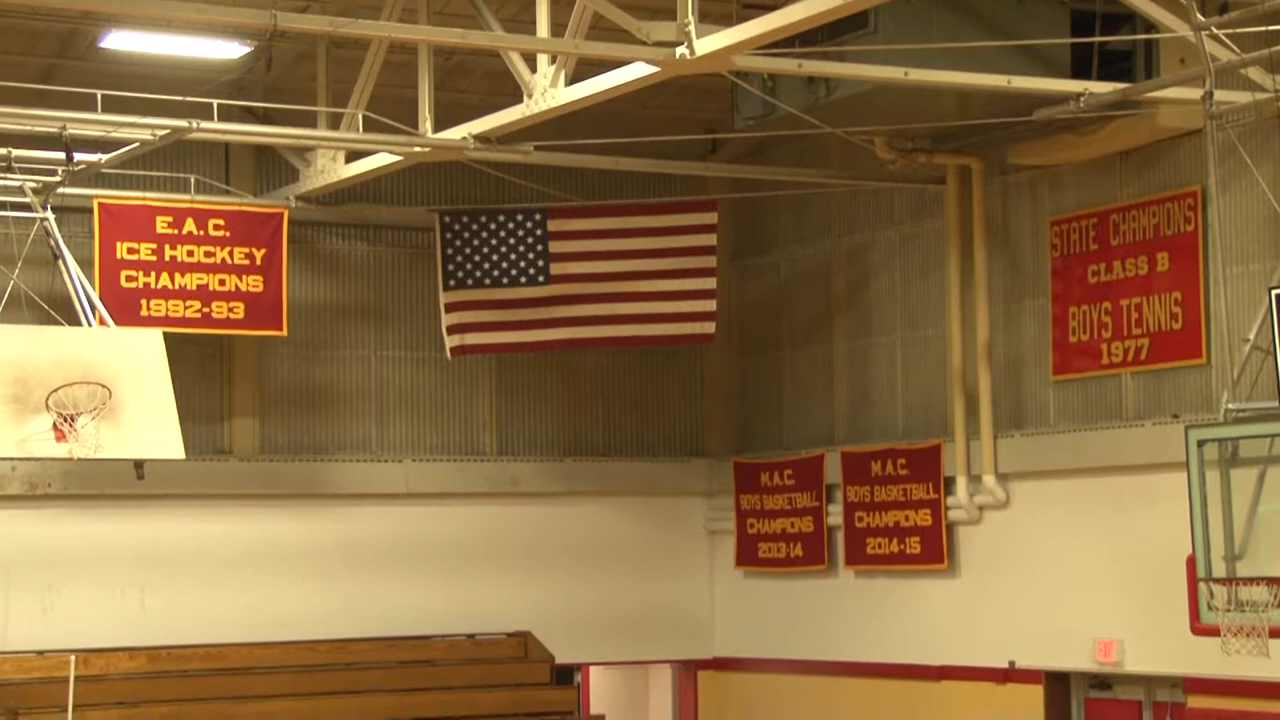 E.A.C.
ICE HOCKEY
CHAMPIONS
1992-93
STATE CHAMPIONS
CLASS B
BOYS TENNIS
1977
M.A.C.
BOYS BASKETBALL
CHAMPIONS
2013-14
M.A.C.
BOYS BASKETBALL
CHAMPIONS
2014-15
EXIT